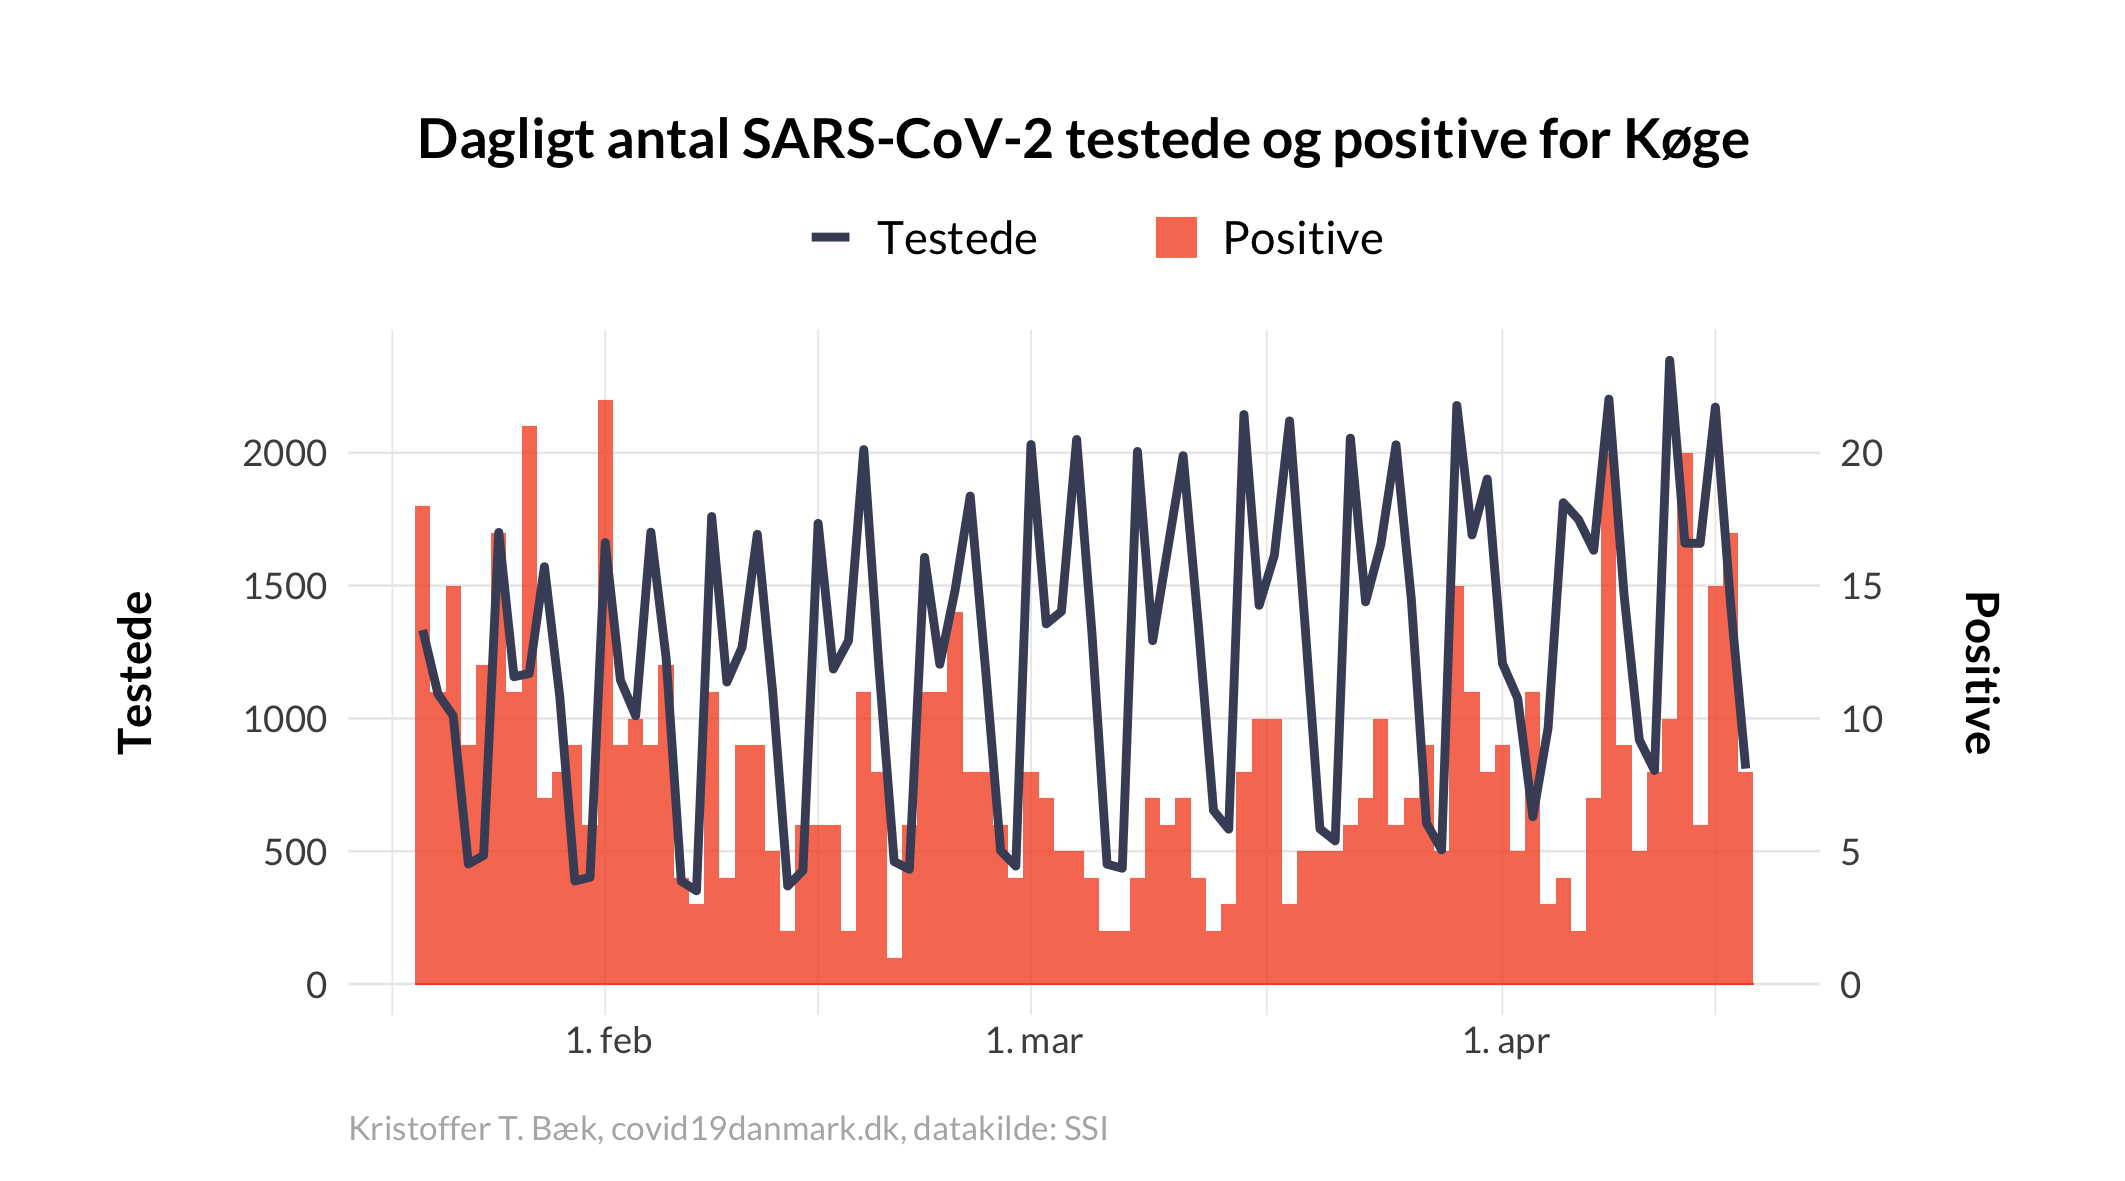 Dagligt antal SARS-CoV-2 testede og positive for Køge
Testede Positive
2000 20
1500 15
1000 10
500 5
0 0
Testede
Positive
1. feb 1. mar 1. apr
Kristoffer T. Bæk, covid19danmark.dk, datakilde: SSI